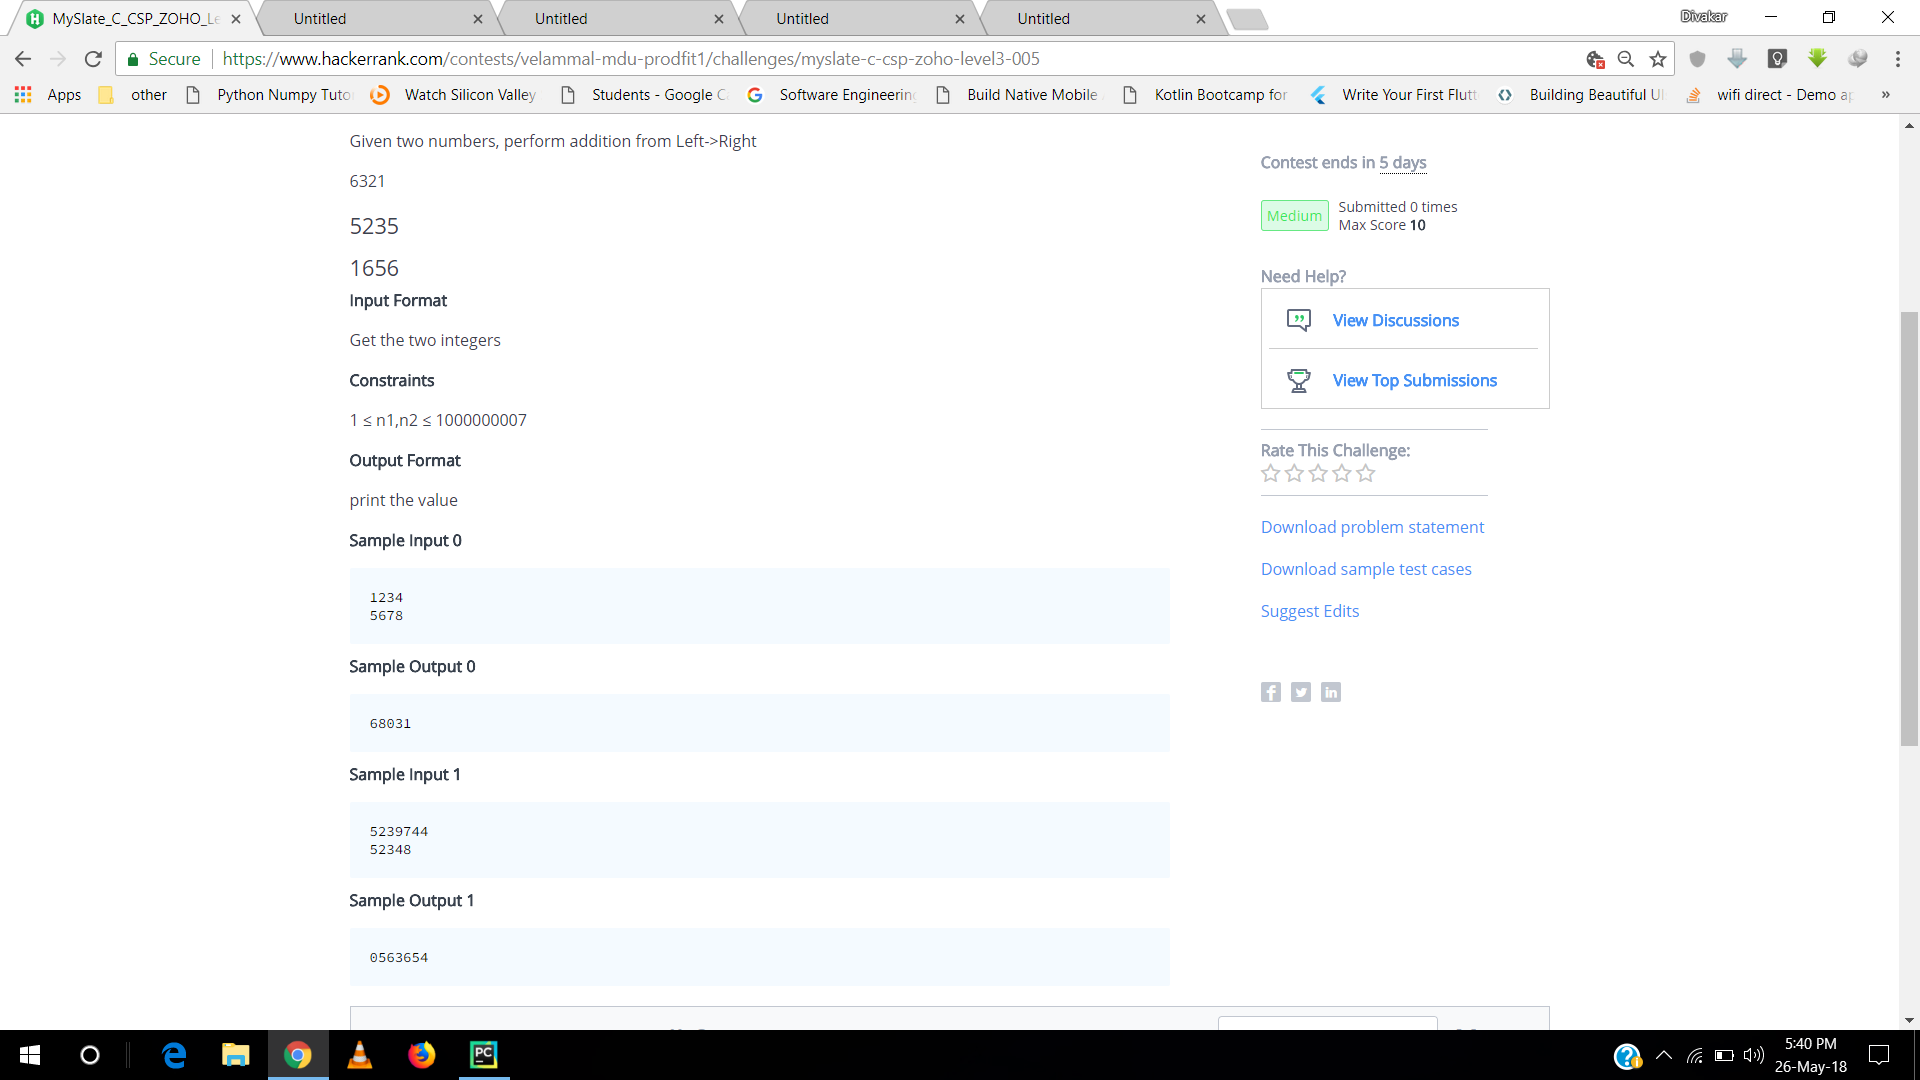 MySlate_C_CSP_ZOHO_Le
Untitled
Untitled
Untitled
Untitled
Divakar
Secure
https://www.hackerrank.com/contests/velammal-mdu-prodfit1/challenges/myslate-c-csp-zoho-level3-005
Apps
other
Python Numpy Tuto
Watch Silicon Valley
Students - Google C
Software Engineering
Build Native Mobile
Kotlin Bootcamp for
Write Your First Flutt
Building Beautiful UI
wifi direct - Demo ap
»
Given two numbers, perform addition from Left->Right
6321
5235
1656
Input Format
Get the two integers
Constraints
1 ≤ n1,n2 ≤ 1000000007
Output Format
print the value
Sample Input 0
1234
5678
Sample Output 0
68031
Sample Input 1
5239744
52348
Sample Output 1
0563654
Contest ends in 5 days
Medium
Submitted 0 times
Max Score 10
Need Help?
View Discussions
View Top Submissions
Rate This Challenge:
Download problem statement
Download sample test cases
Suggest Edits
5:40 PM
26-May-18